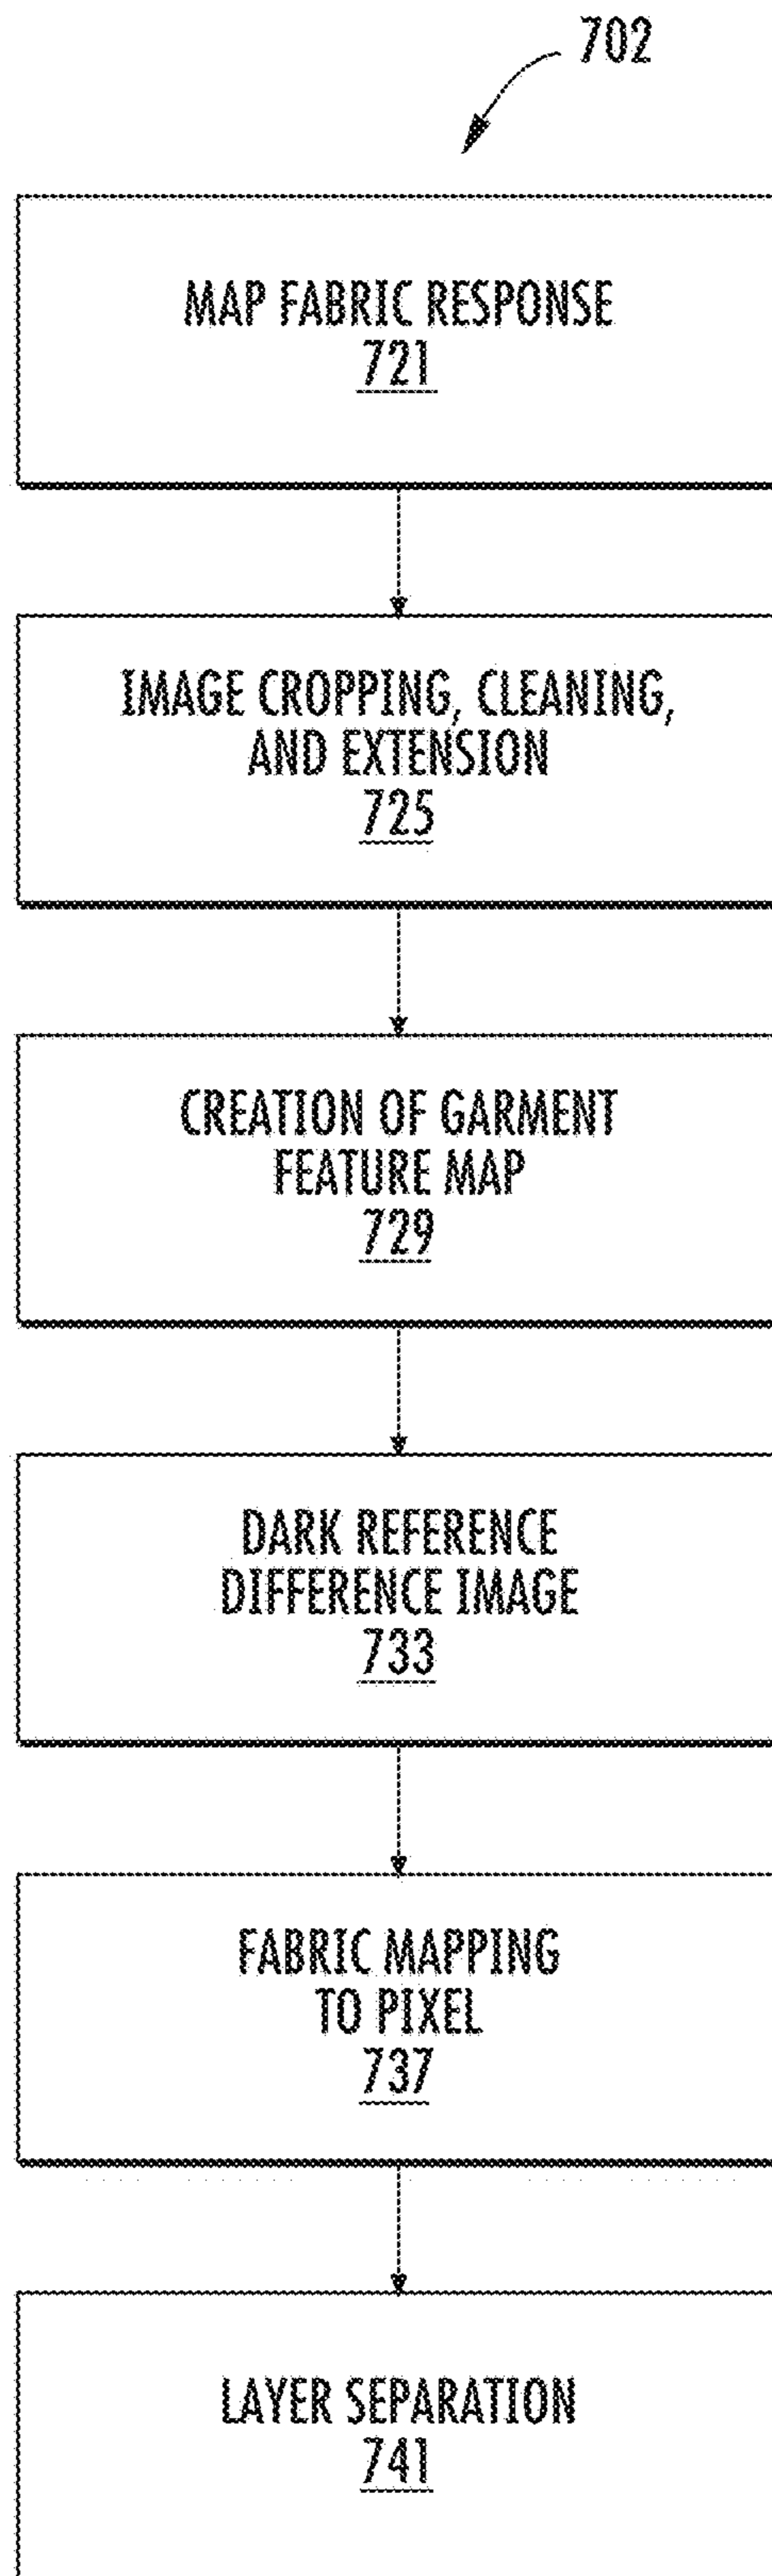 702
MAP FABRIC RESPONSE
721
IMAGE CROPPING, CLEANING,
AND EXTENSION
725
CREATION OF GARMENT
FEATURE MAP
729
DARK REFERENCE
DIFFERENCE IMAGE
733
FABRIC MAPPING
TO PIXEL
737
LAYER SEPARATION
741